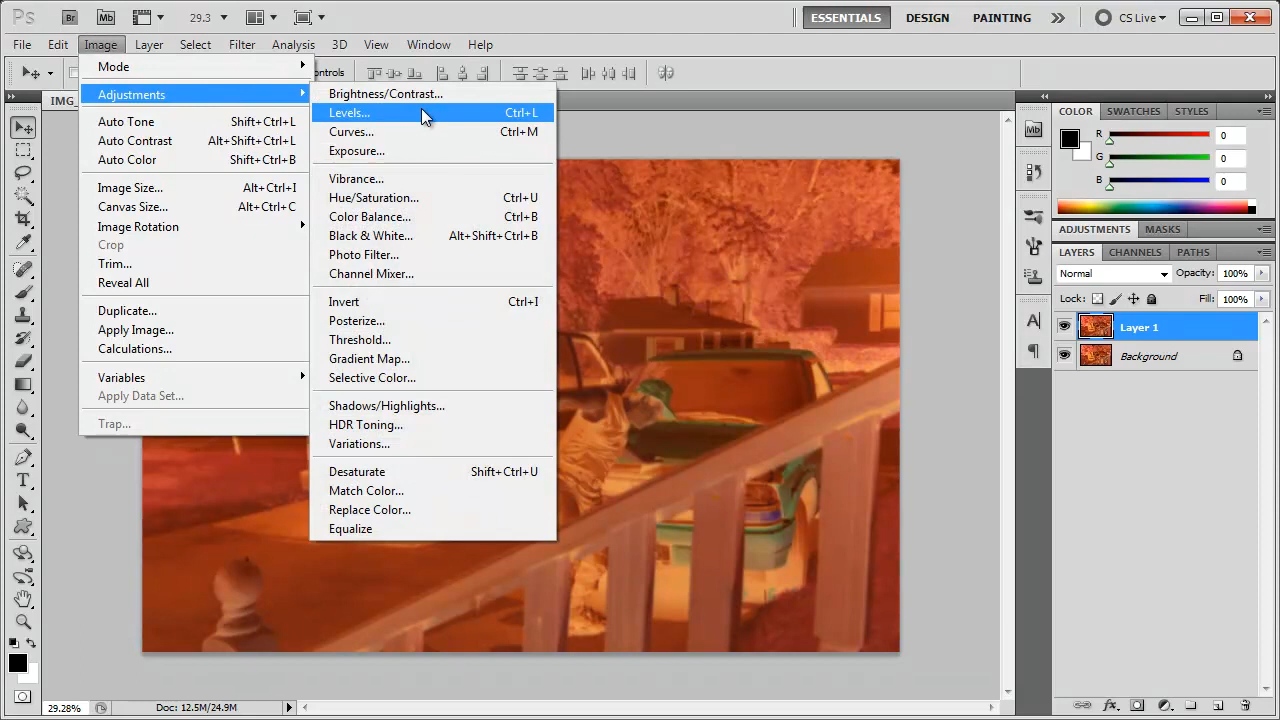 Ps Br Mb 29.3 ESSENTIALS DESIGN PAINTING CS Live
File Edit Image Layer Select Filter Analysis 3D View Window Help
Mode
Adjustments
Auto Tone Shift+Ctrl+L
Auto Contrast Alt+Shift+Ctrl+L
Auto Color Shift+Ctrl+B
Image Size... Alt+Ctrl+I
Canvas Size... Alt+Ctrl+C
Image Rotation
Crop
Trim...
Reveal All
Duplicate...
Apply Image...
Calculations...
Variables
Apply Data Set...
Trap...
ontrols
IMG_
Brightness/Contrast...
Levels... Ctrl+L
Curves... Ctrl+M
Exposure...
Vibrance...
Hue/Saturation... Ctrl+U
Color Balance... Ctrl+B
Black & White... Alt+Shift+Ctrl+B
Photo Filter...
Channel Mixer...
Invert Ctrl+I
Posterize...
Threshold...
Gradient Map...
Selective Color...
Shadows/Highlights...
HDR Toning...
Variations...
Desaturate Shift+Ctrl+U
Match Color...
Replace Color...
Equalize
Mb
COLOR SWATCHES STYLES
R 0
G 0
B 0
ADJUSTMENTS MASKS
LAYERS CHANNELS PATHS
Normal Opacity: 100%
Lock: Fill: 100%
Layer 1
Background
29.28% Doc: 12.5M/24.9M